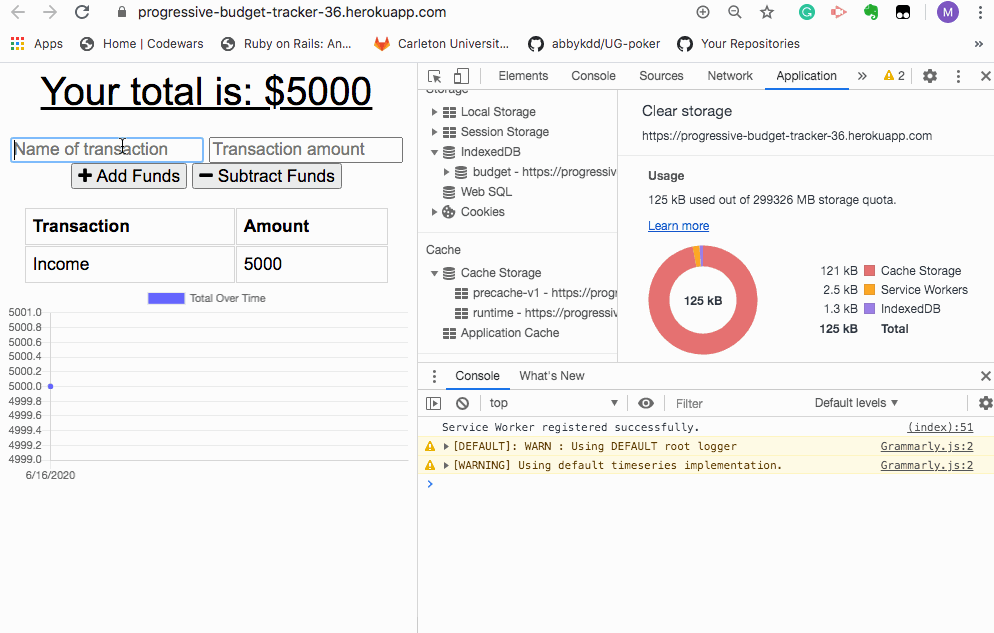 progressive-budget-tracker-36.herokuapp.com
M
Apps
Home | Codewars
Ruby on Rails: An...
Carleton Universit...
abbykdd/UG-poker
Your Repositories
»
Your total is: $5000
Name of transaction
Transaction amount
+ Add Funds
− Subtract Funds
Transaction Amount
Income 5000
Total Over Time
5001.0
5000.8
5000.6
5000.4
5000.2
5000.0
4999.8
4999.6
4999.4
4999.2
4999.0
6/16/2020
Elements
Console
Sources
Network
Application
»
2
Storage
Local Storage
Session Storage
IndexedDB
budget - https://progressiv
Web SQL
Cookies
Cache
Cache Storage
precache-v1 - https://progr
runtime - https://progressiv
Application Cache
Clear storage
https://progressive-budget-tracker-36.herokuapp.com
Usage
125 kB used out of 299326 MB storage quota.
Learn more
125 kB
121 kB Cache Storage
2.5 kB Service Workers
1.3 kB IndexedDB
125 kB Total
Console
What's New
top
Filter
Default levels ▼
Service Worker registered successfully. (index):51
[DEFAULT]: WARN : Using DEFAULT root logger Grammarly.js:2
[WARNING] Using default timeseries implementation. Grammarly.js:2